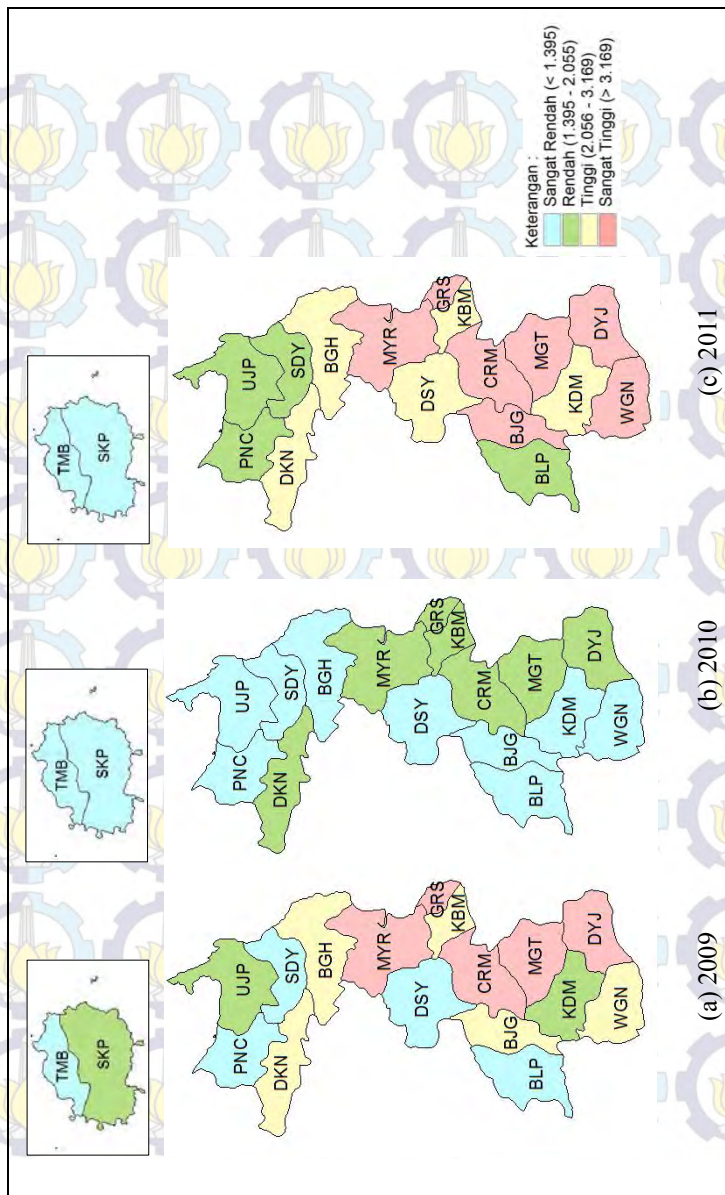 TMB
SKP
PNC
UJP
SDY
DKN
BGH
MYR
DSY
GRS
KBM
CRM
BJG
BLP
MGT
KDM
DYJ
WGN
(a) 2009
TMB
SKP
PNC
UJP
SDY
DKN
BGH
MYR
DSY
GRS
KBM
CRM
BJG
BLP
MGT
KDM
DYJ
WGN
(b) 2010
TMB
SKP
PNC
UJP
SDY
DKN
BGH
MYR
DSY
GRS
KBM
CRM
BJG
BLP
MGT
KDM
DYJ
WGN
(c) 2011
Keterangan :
Sangat Rendah (< 1.395)
Rendah (1.395 - 2.055)
Tinggi (2.056 - 3.169)
Sangat Tinggi (> 3.169)